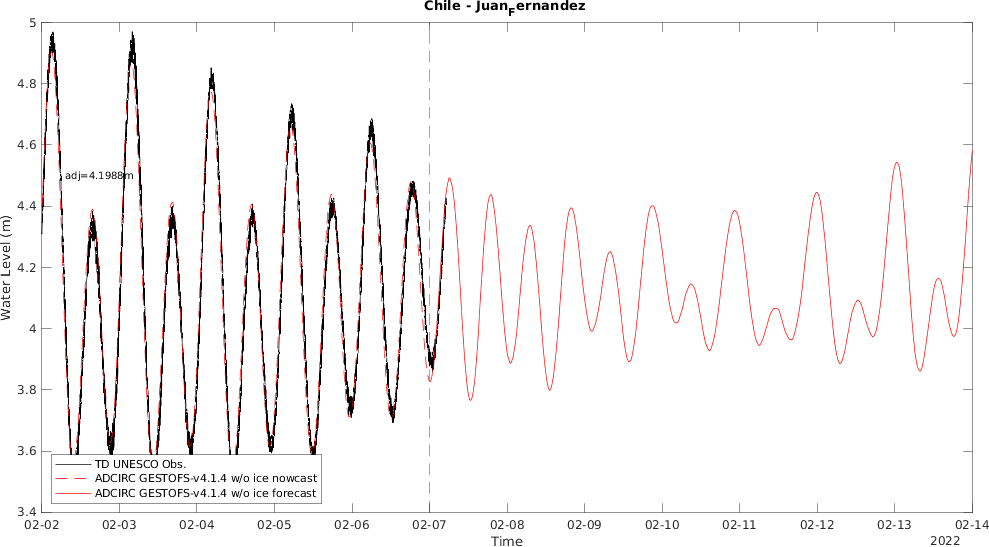 Chile - JuanFernandez
5
4.8
4.6
4.4
4.2
4
3.8
3.6
3.4
Water Level (m)
adj=4.1988m
TD UNESCO Obs.
ADCIRC GESTOFS-v4.1.4 w/o ice nowcast
ADCIRC GESTOFS-v4.1.4 w/o ice forecast
02-02 02-03 02-04 02-05 02-06 02-07 02-08 02-09 02-10 02-11 02-12 02-13 02-14
Time
2022